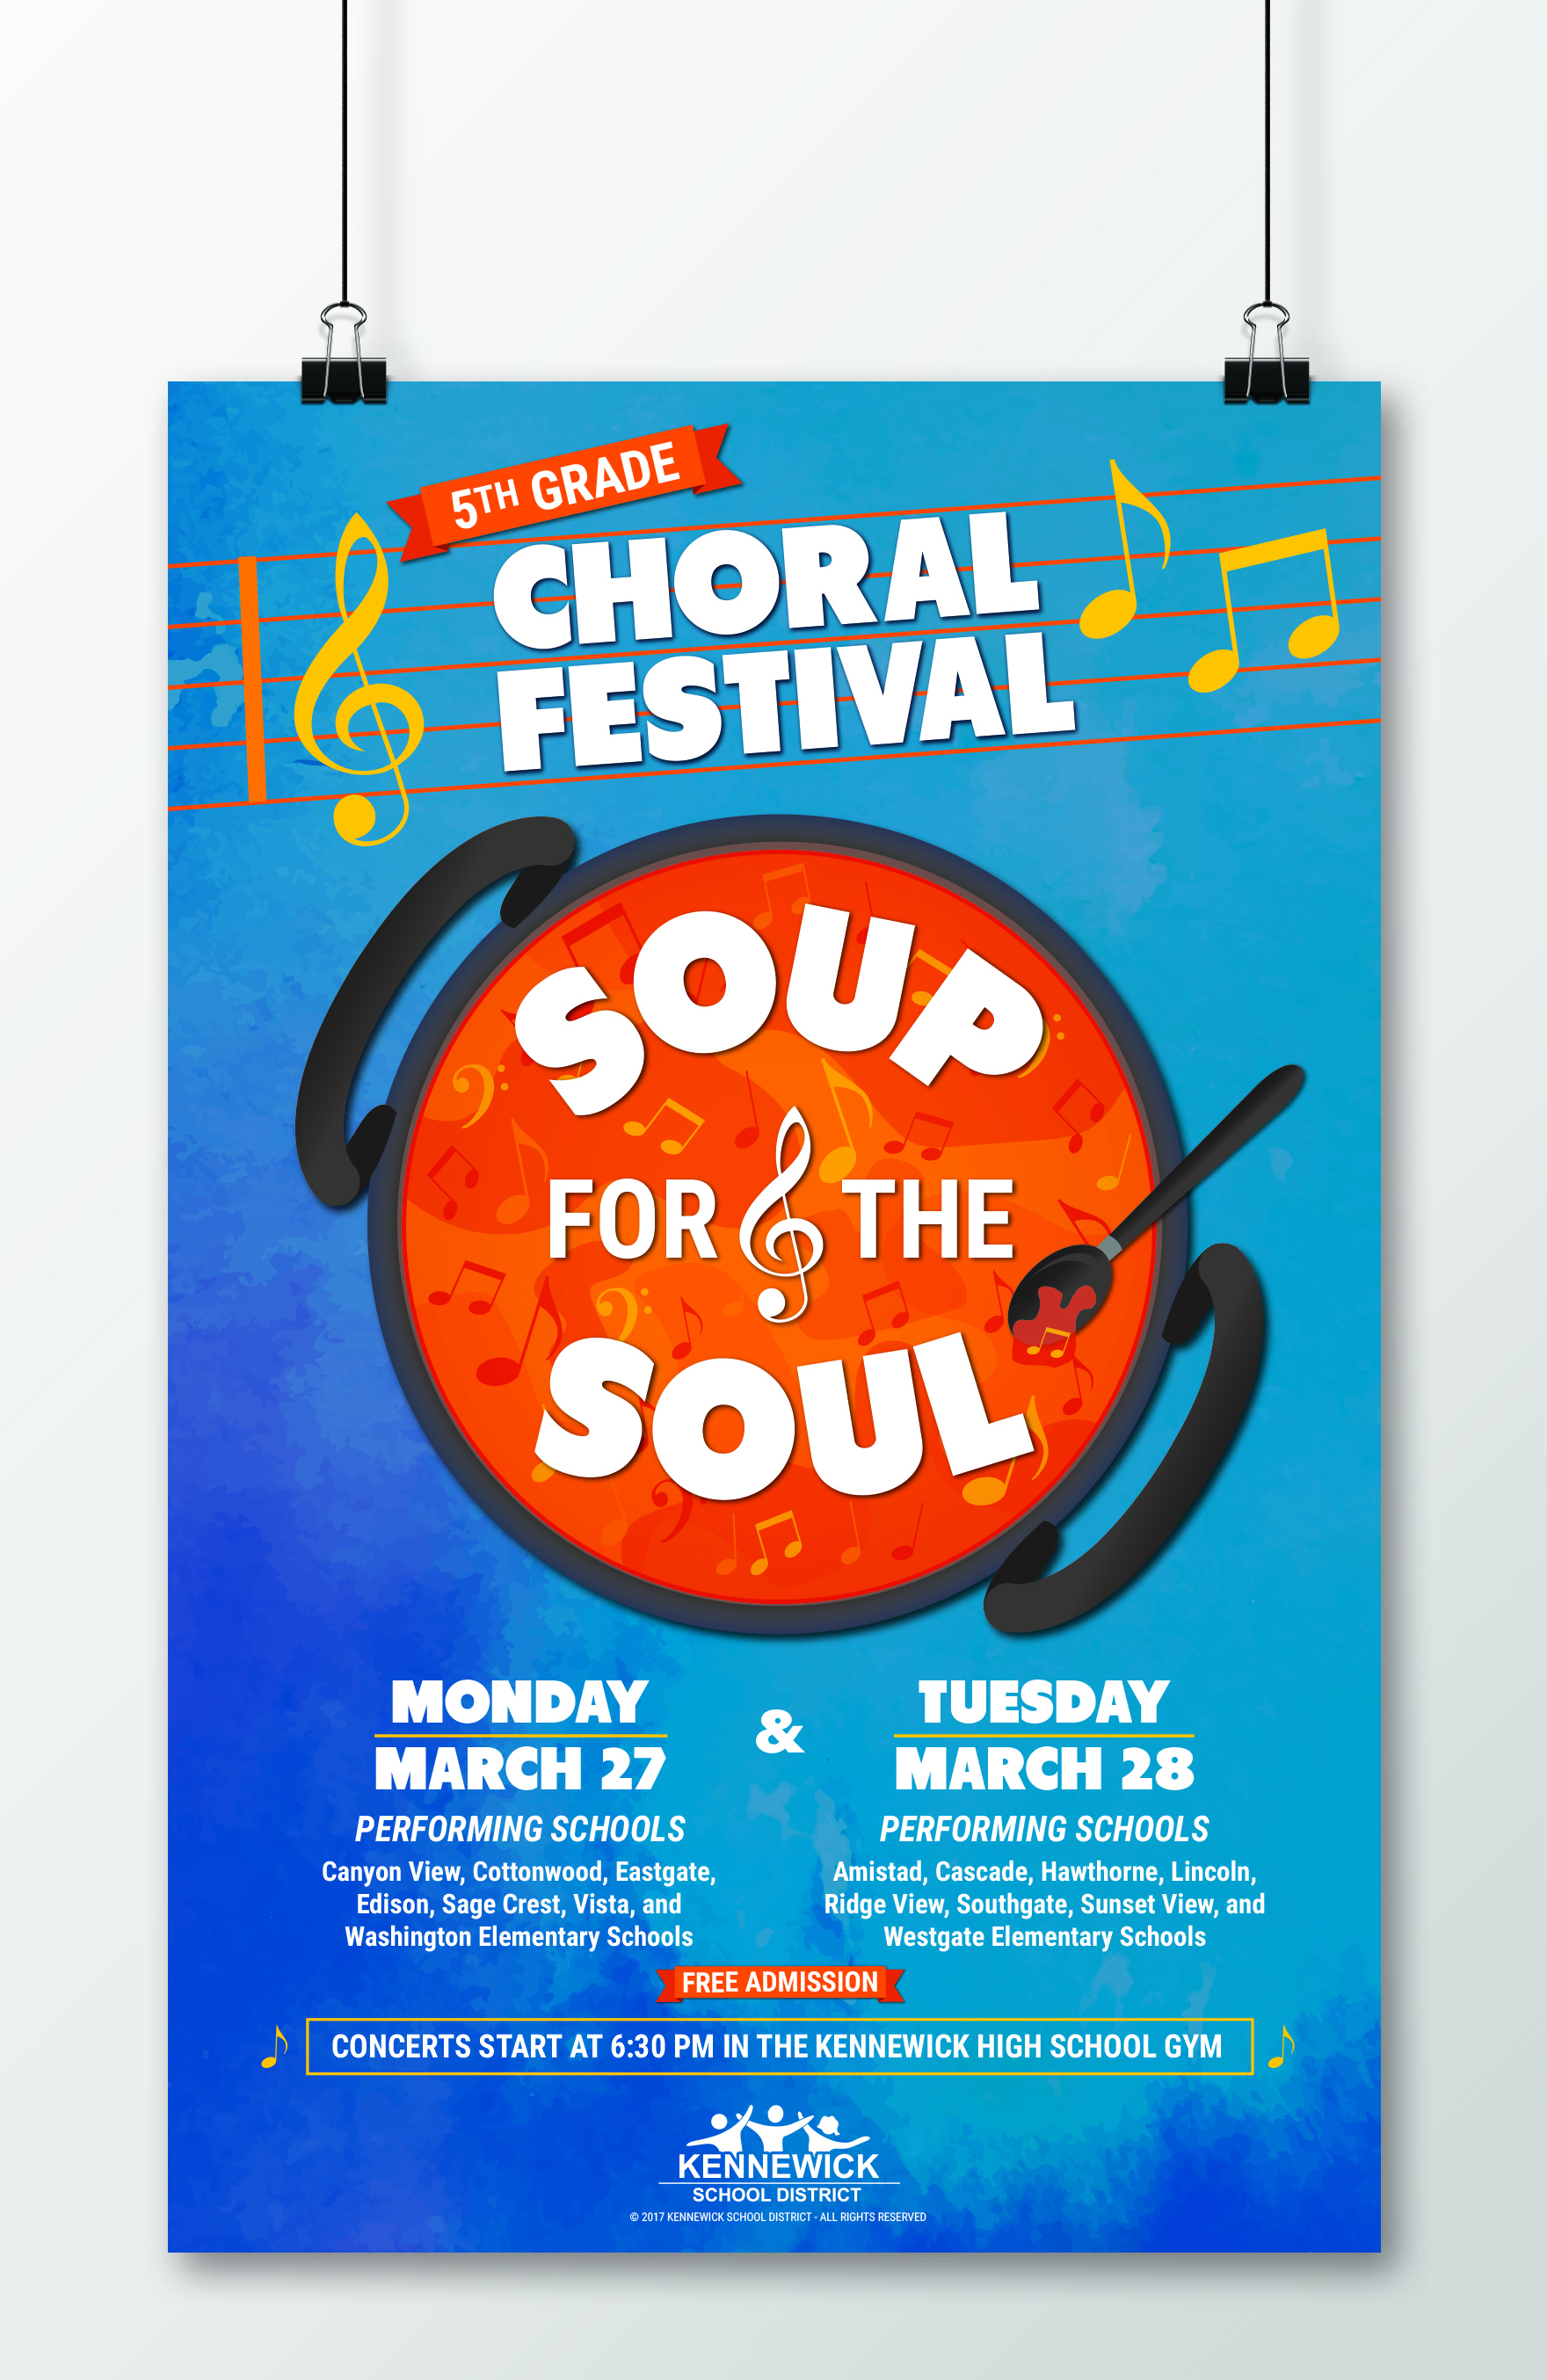 5TH GRADE
CHORAL
FESTIVAL
SOUP
FOR THE
SOUL
MONDAY
MARCH 27
PERFORMING SCHOOLS
Canyon View, Cottonwood, Eastgate,
Edison, Sage Crest, Vista, and
Washington Elementary Schools
&
TUESDAY
MARCH 28
PERFORMING SCHOOLS
Amistad, Cascade, Hawthorne, Lincoln,
Ridge View, Southgate, Sunset View, and
Westgate Elementary Schools
FREE ADMISSION
CONCERTS START AT 6:30 PM IN THE KENNEWICK HIGH SCHOOL GYM
KENNEWICK
SCHOOL DISTRICT
© 2017 KENNEWICK SCHOOL DISTRICT - ALL RIGHTS RESERVED